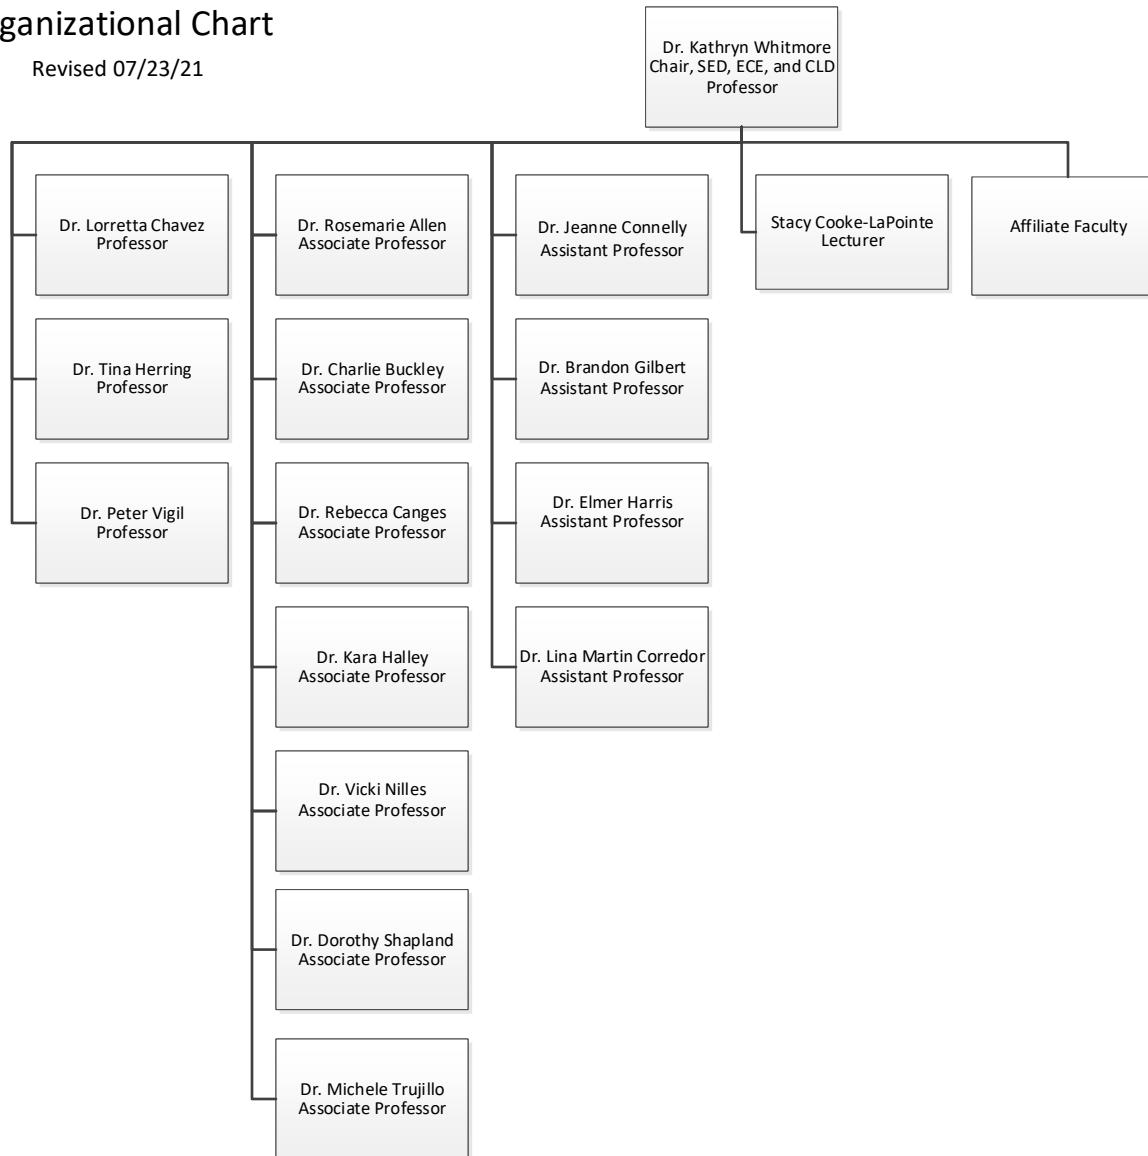 ganizational Chart
Revised 07/23/21
Dr. Kathryn Whitmore
Chair, SED, ECE, and CLD
Professor
Dr. Lorretta Chavez
Professor
Dr. Tina Herring
Professor
Dr. Peter Vigil
Professor
Dr. Rosemarie Allen
Associate Professor
Dr. Charlie Buckley
Associate Professor
Dr. Rebecca Canges
Associate Professor
Dr. Kara Halley
Associate Professor
Dr. Vicki Nilles
Associate Professor
Dr. Dorothy Shapland
Associate Professor
Dr. Michele Trujillo
Associate Professor
Dr. Jeanne Connelly
Assistant Professor
Dr. Brandon Gilbert
Assistant Professor
Dr. Elmer Harris
Assistant Professor
Dr. Lina Martin Corredor
Assistant Professor
Stacy Cooke-LaPointe
Lecturer
Affiliate Faculty